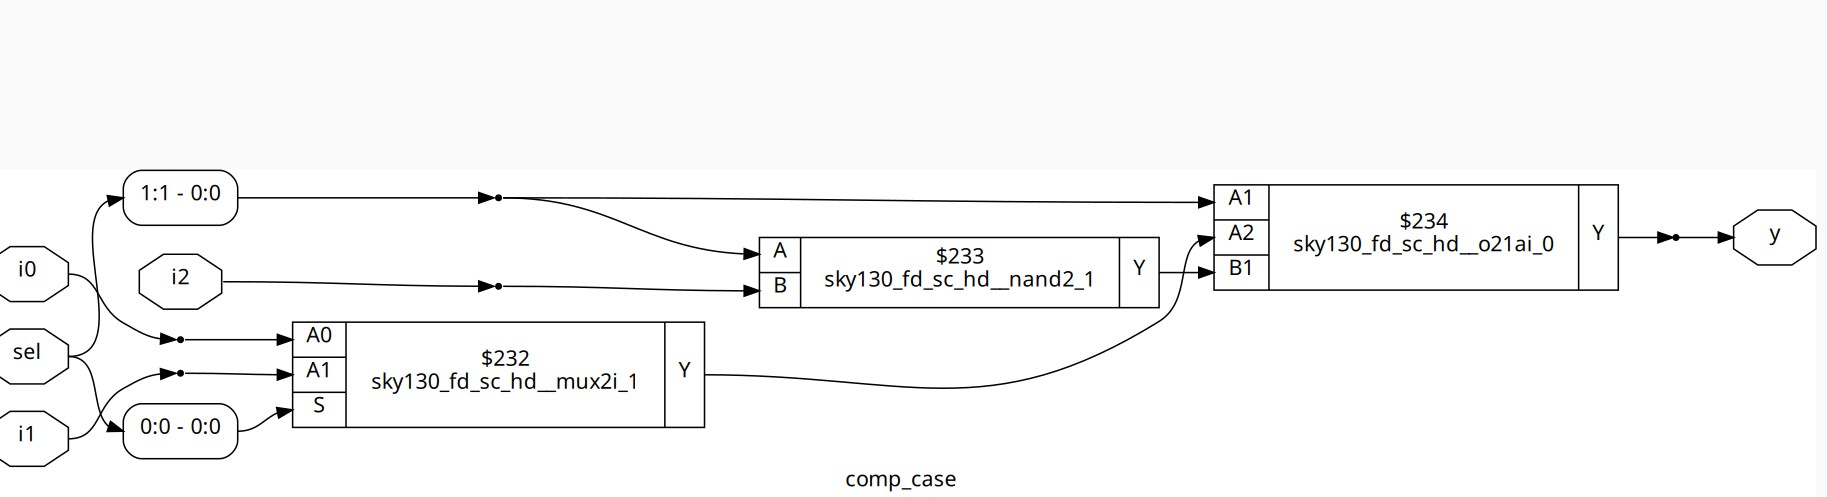 1:1 - 0:0
i0
i2
sel
i1
0:0 - 0:0
A0
A1
S
$232
sky130_fd_sc_hd__mux2i_1
Y
A
B
$233
sky130_fd_sc_hd__nand2_1
Y
A1
A2
B1
$234
sky130_fd_sc_hd__o21ai_0
Y
y
comp_case